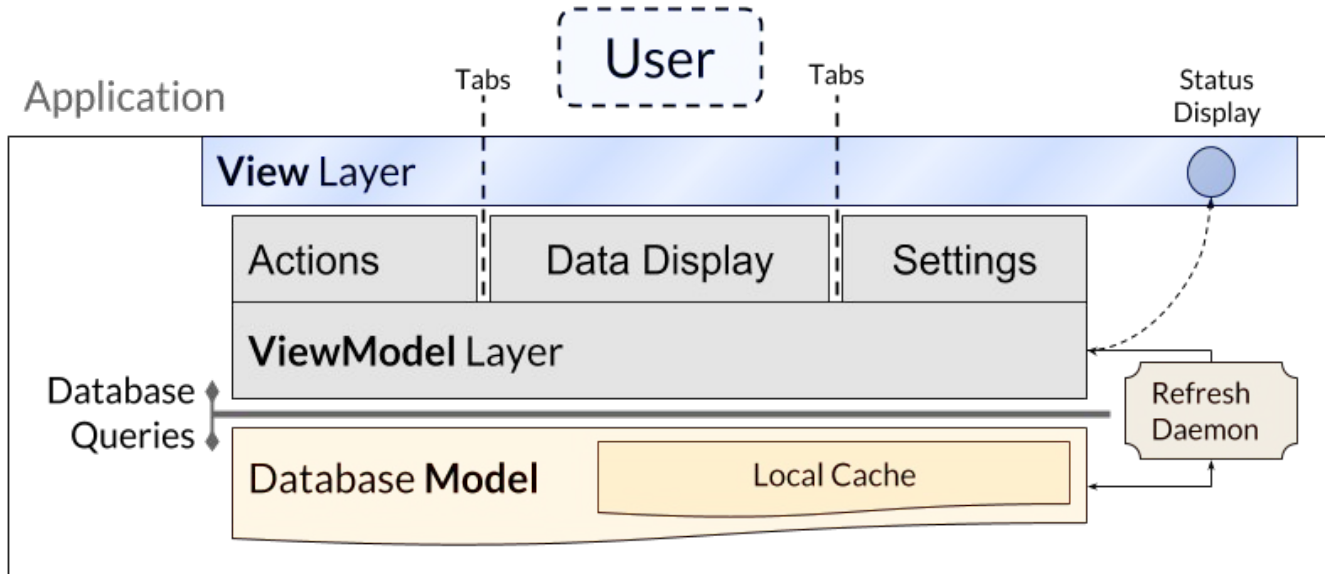 User
Tabs
Tabs
Status
Display
Application
View Layer
Actions
Data Display
Settings
ViewModel Layer
Database
Queries
Refresh
Daemon
Database Model
Local Cache